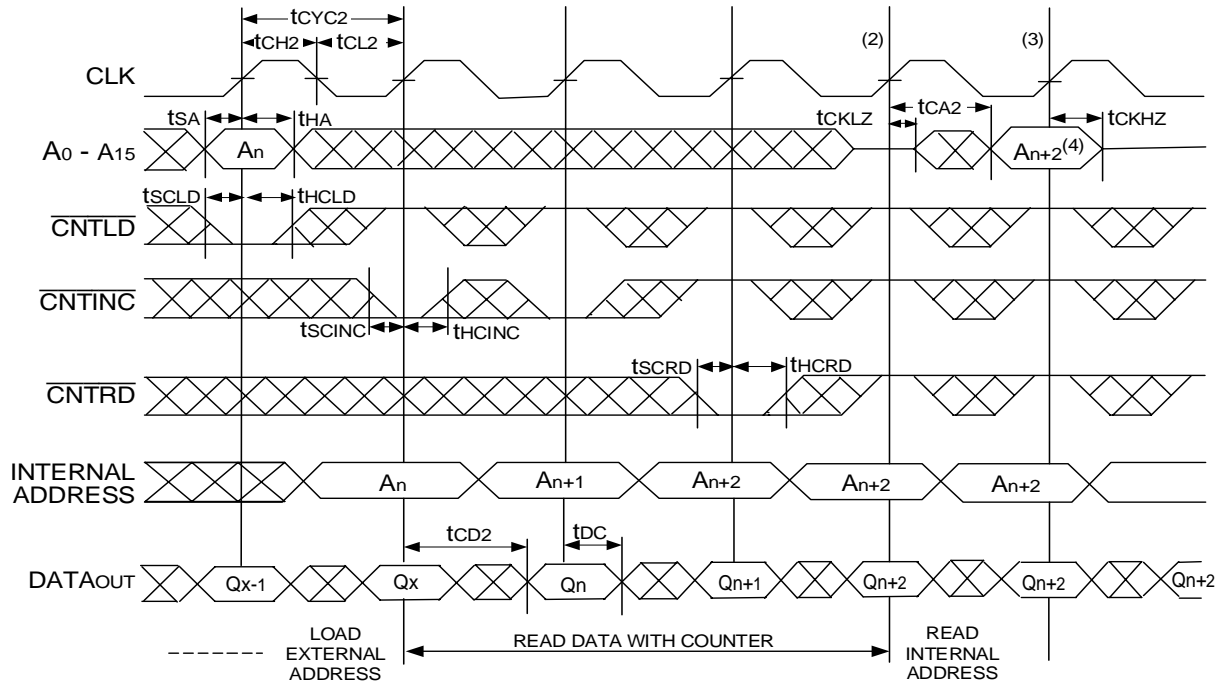 tCYC2
tCH2 tCL2 (2) (3)
CLK
tSA tHA tCKLZ tCA2 tCKHZ
A0 - A15 An An+2(4)
tSCLD tHCLD
CNTLD
CNTINC
tSCINC tHCINC
tSCRD tHCRD
CNTRD
INTERNAL
ADDRESS An An+1 An+2 An+2 An+2
tCD2 tDC
DATAOUT Qx-1 Qx Qn Qn+1 Qn+2 Qn+2 Qn+2
LOAD
EXTERNAL
ADDRESS
READ DATA WITH COUNTER
READ
INTERNAL
ADDRESS